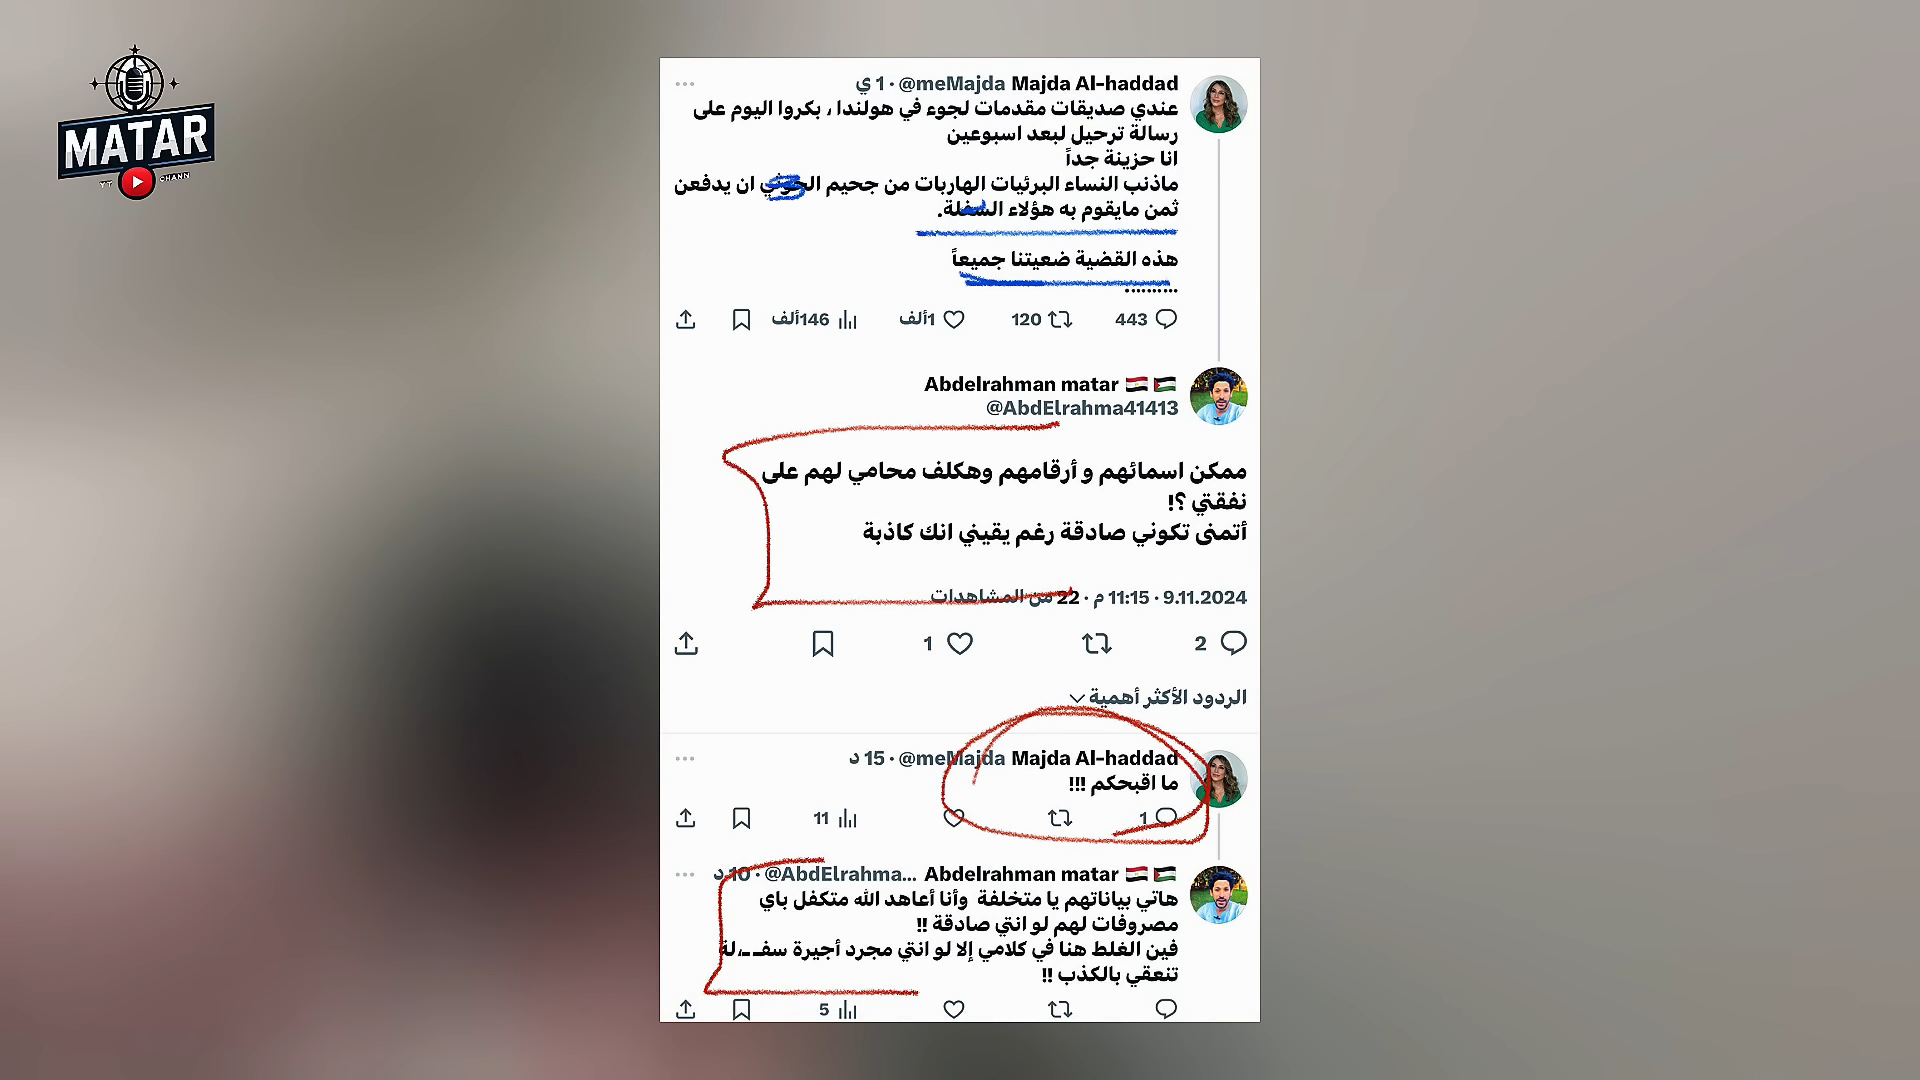 MATAR
YT CHANN
Majda Al-haddad @meMajda · 1 ي
عندي صديقات مقدمات لجوء في هولندا ، بكروا اليوم على
رسالة ترحيل لبعد اسبوعين
انا حزينة جداً
ماذنب النساء البرئيات الهاربات من جحيم الحوثي ان يدفعن
ثمن مايقوم به هؤلاء السفلة.
هذه القضية ضعيتنا جميعاً
..........
443 120 1ألف 146ألف
Abdelrahman matar 🇪🇬 🇵🇸
@AbdElrahma41413
ممكن اسمائهم و أرقامهم وهكلف محامي لهم على
نفقتي ؟!
أتمنى تكوني صادقة رغم يقيني انك كاذبة
11:15 · 9.11.2024 م · 22 من المشاهدات
2 1
الردود الأكثر أهمية
Majda Al-haddad @meMajda · 15 د
ما اقبحكم !!!
1 11
Abdelrahman matar 🇪🇬 🇵🇸 @AbdElrahma... · 10 د
هاتي بياناتهم يا متخلفة وأنا أعاهد الله متكفل باي
مصروفات لهم لو انتي صادقة !!
فين الغلط هنا في كلامي إلا لو انتي مجرد أجيرة سفــ،لة
تنعقي بالكذب !!
5